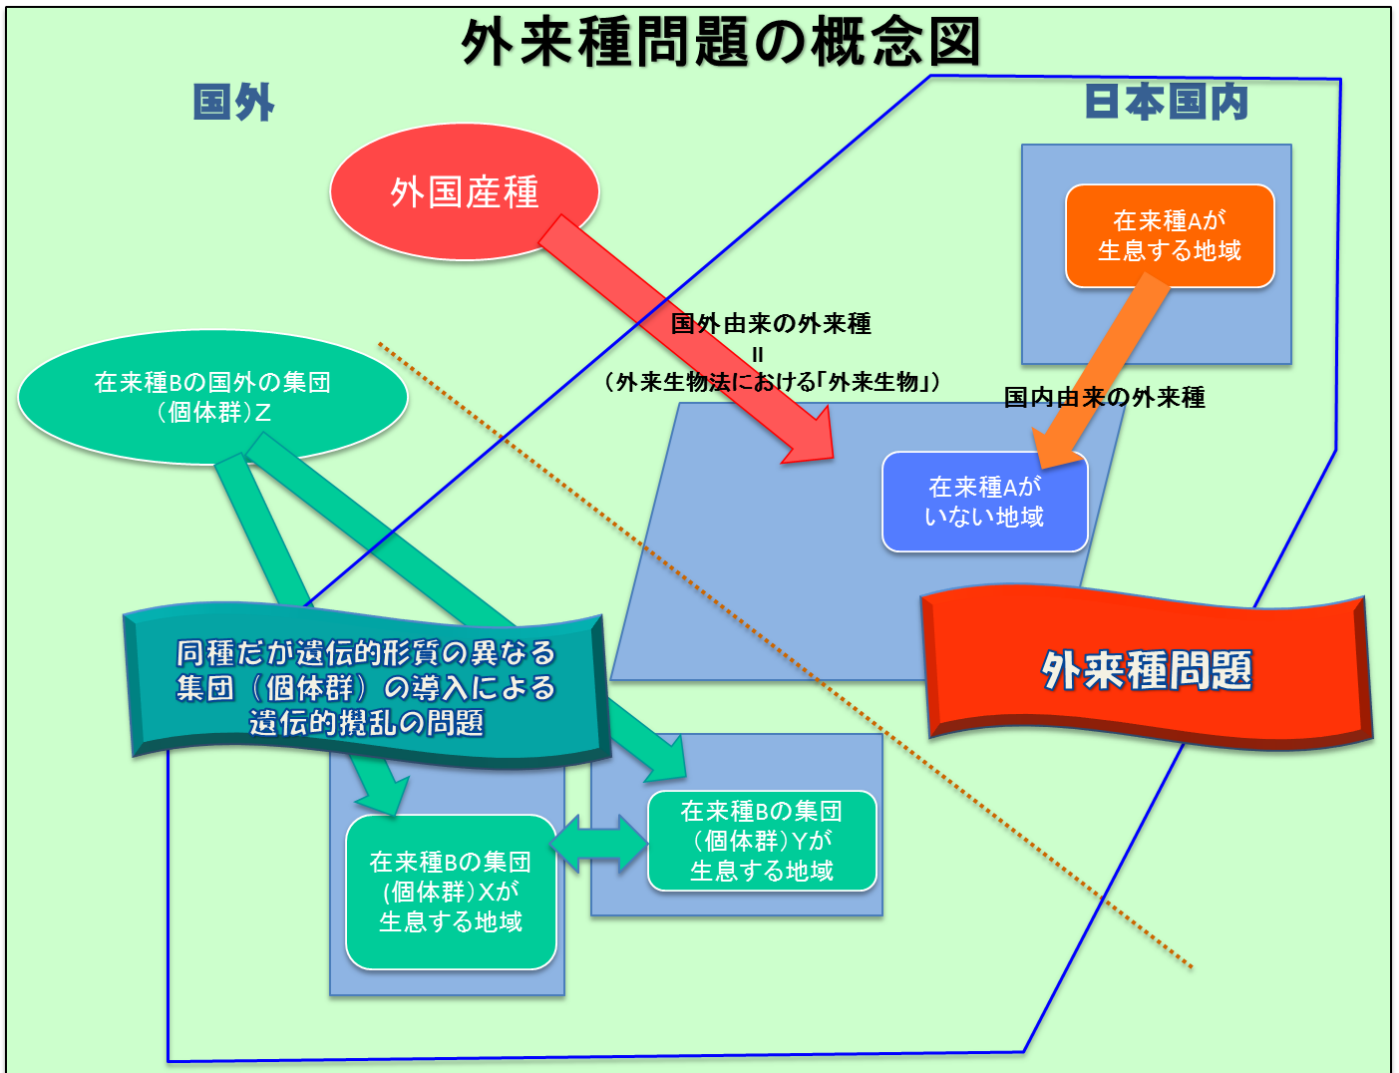 外来種問題の概念図
国外
日本国内
外国産種
在来種Aが
生息する地域
国外由来の外来種
＝
（外来生物法における「外来生物」）
在来種Bの国外の集団
（個体群）Z
国内由来の外来種
在来種Aが
いない地域
同種だが遺伝的形質の異なる
集団（個体群）の導入による
遺伝的攪乱の問題
外来種問題
在来種Bの集団
（個体群）Yが
生息する地域
在来種Bの集団
(個体群）Xが
生息する地域